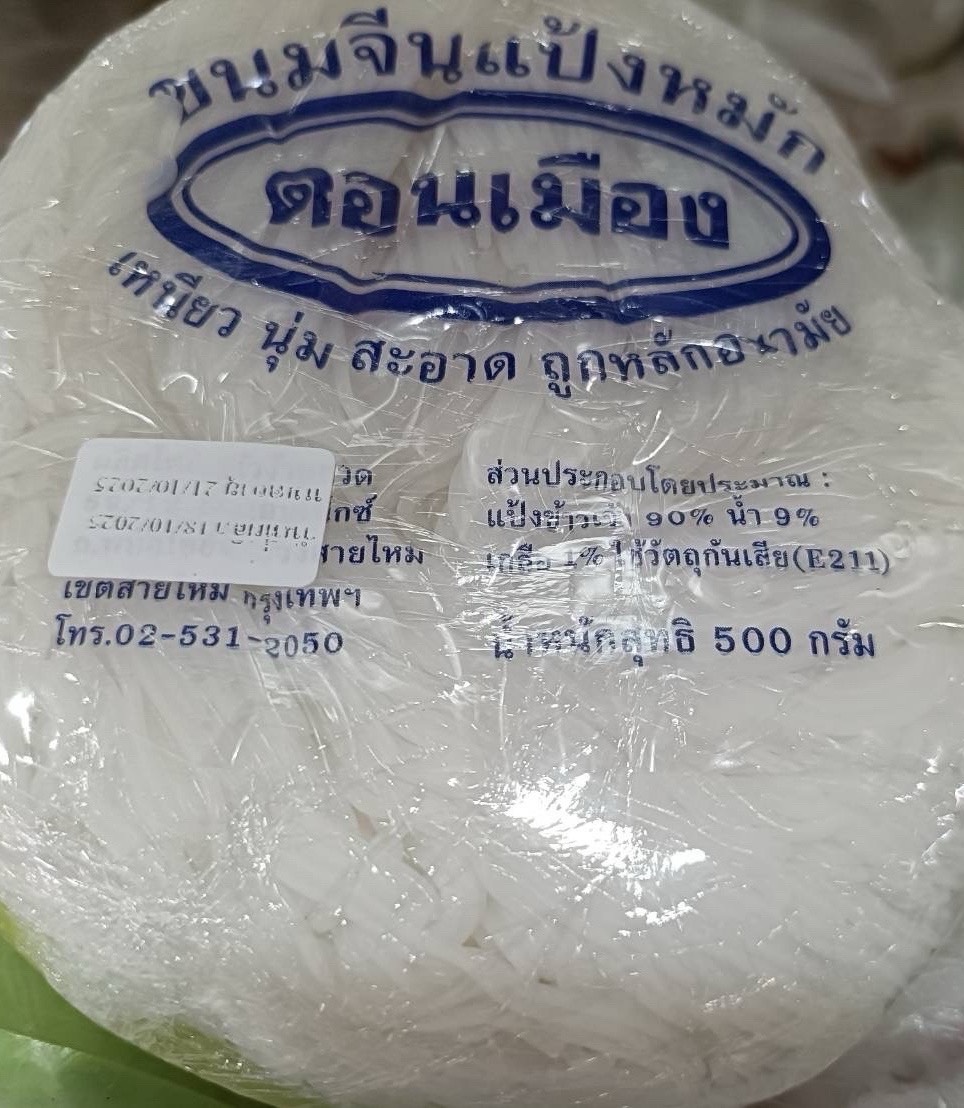 ขนมจีนแป้งหมัก
ดอนเมือง
เหนียว นุ่ม สะอาด ถูกหลักอนามัย
วันผลิต 18/10/2025
หมดอายุ 21/10/2025
สายไหม
เขตสายไหม กรุงเทพฯ
โทร.02-531-2050
ส่วนประกอบโดยประมาณ :
แป้งข้าวเจ้า 90% น้ำ 9%
เกลือ 1% ใช้วัตถุกันเสีย(E211)
น้ำหนักสุทธิ 500 กรัม